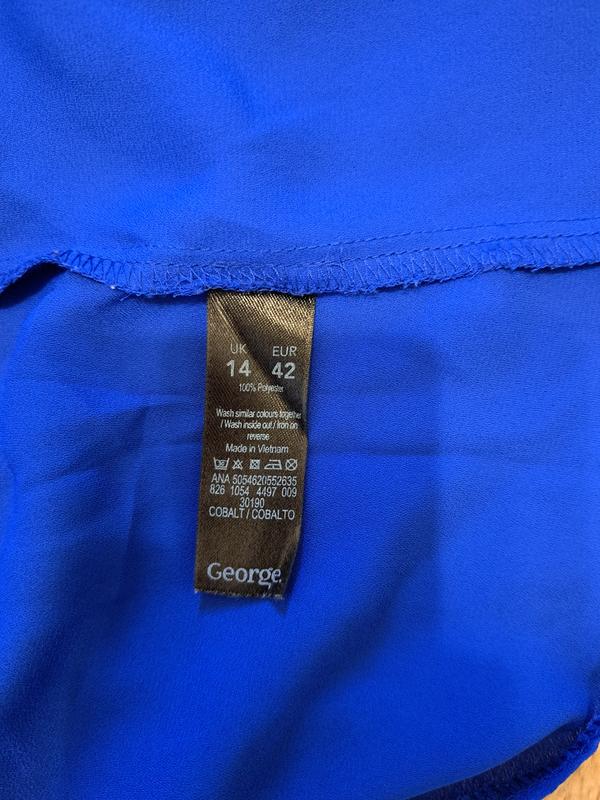 UK EUR
14 42
100% Polyester
Wash similar colours together
/ Wash inside out / Iron on
reverse
Made in Vietnam
ANA 5054620552635
826 1054 4497 009
30190
COBALT / COBALTO
George.